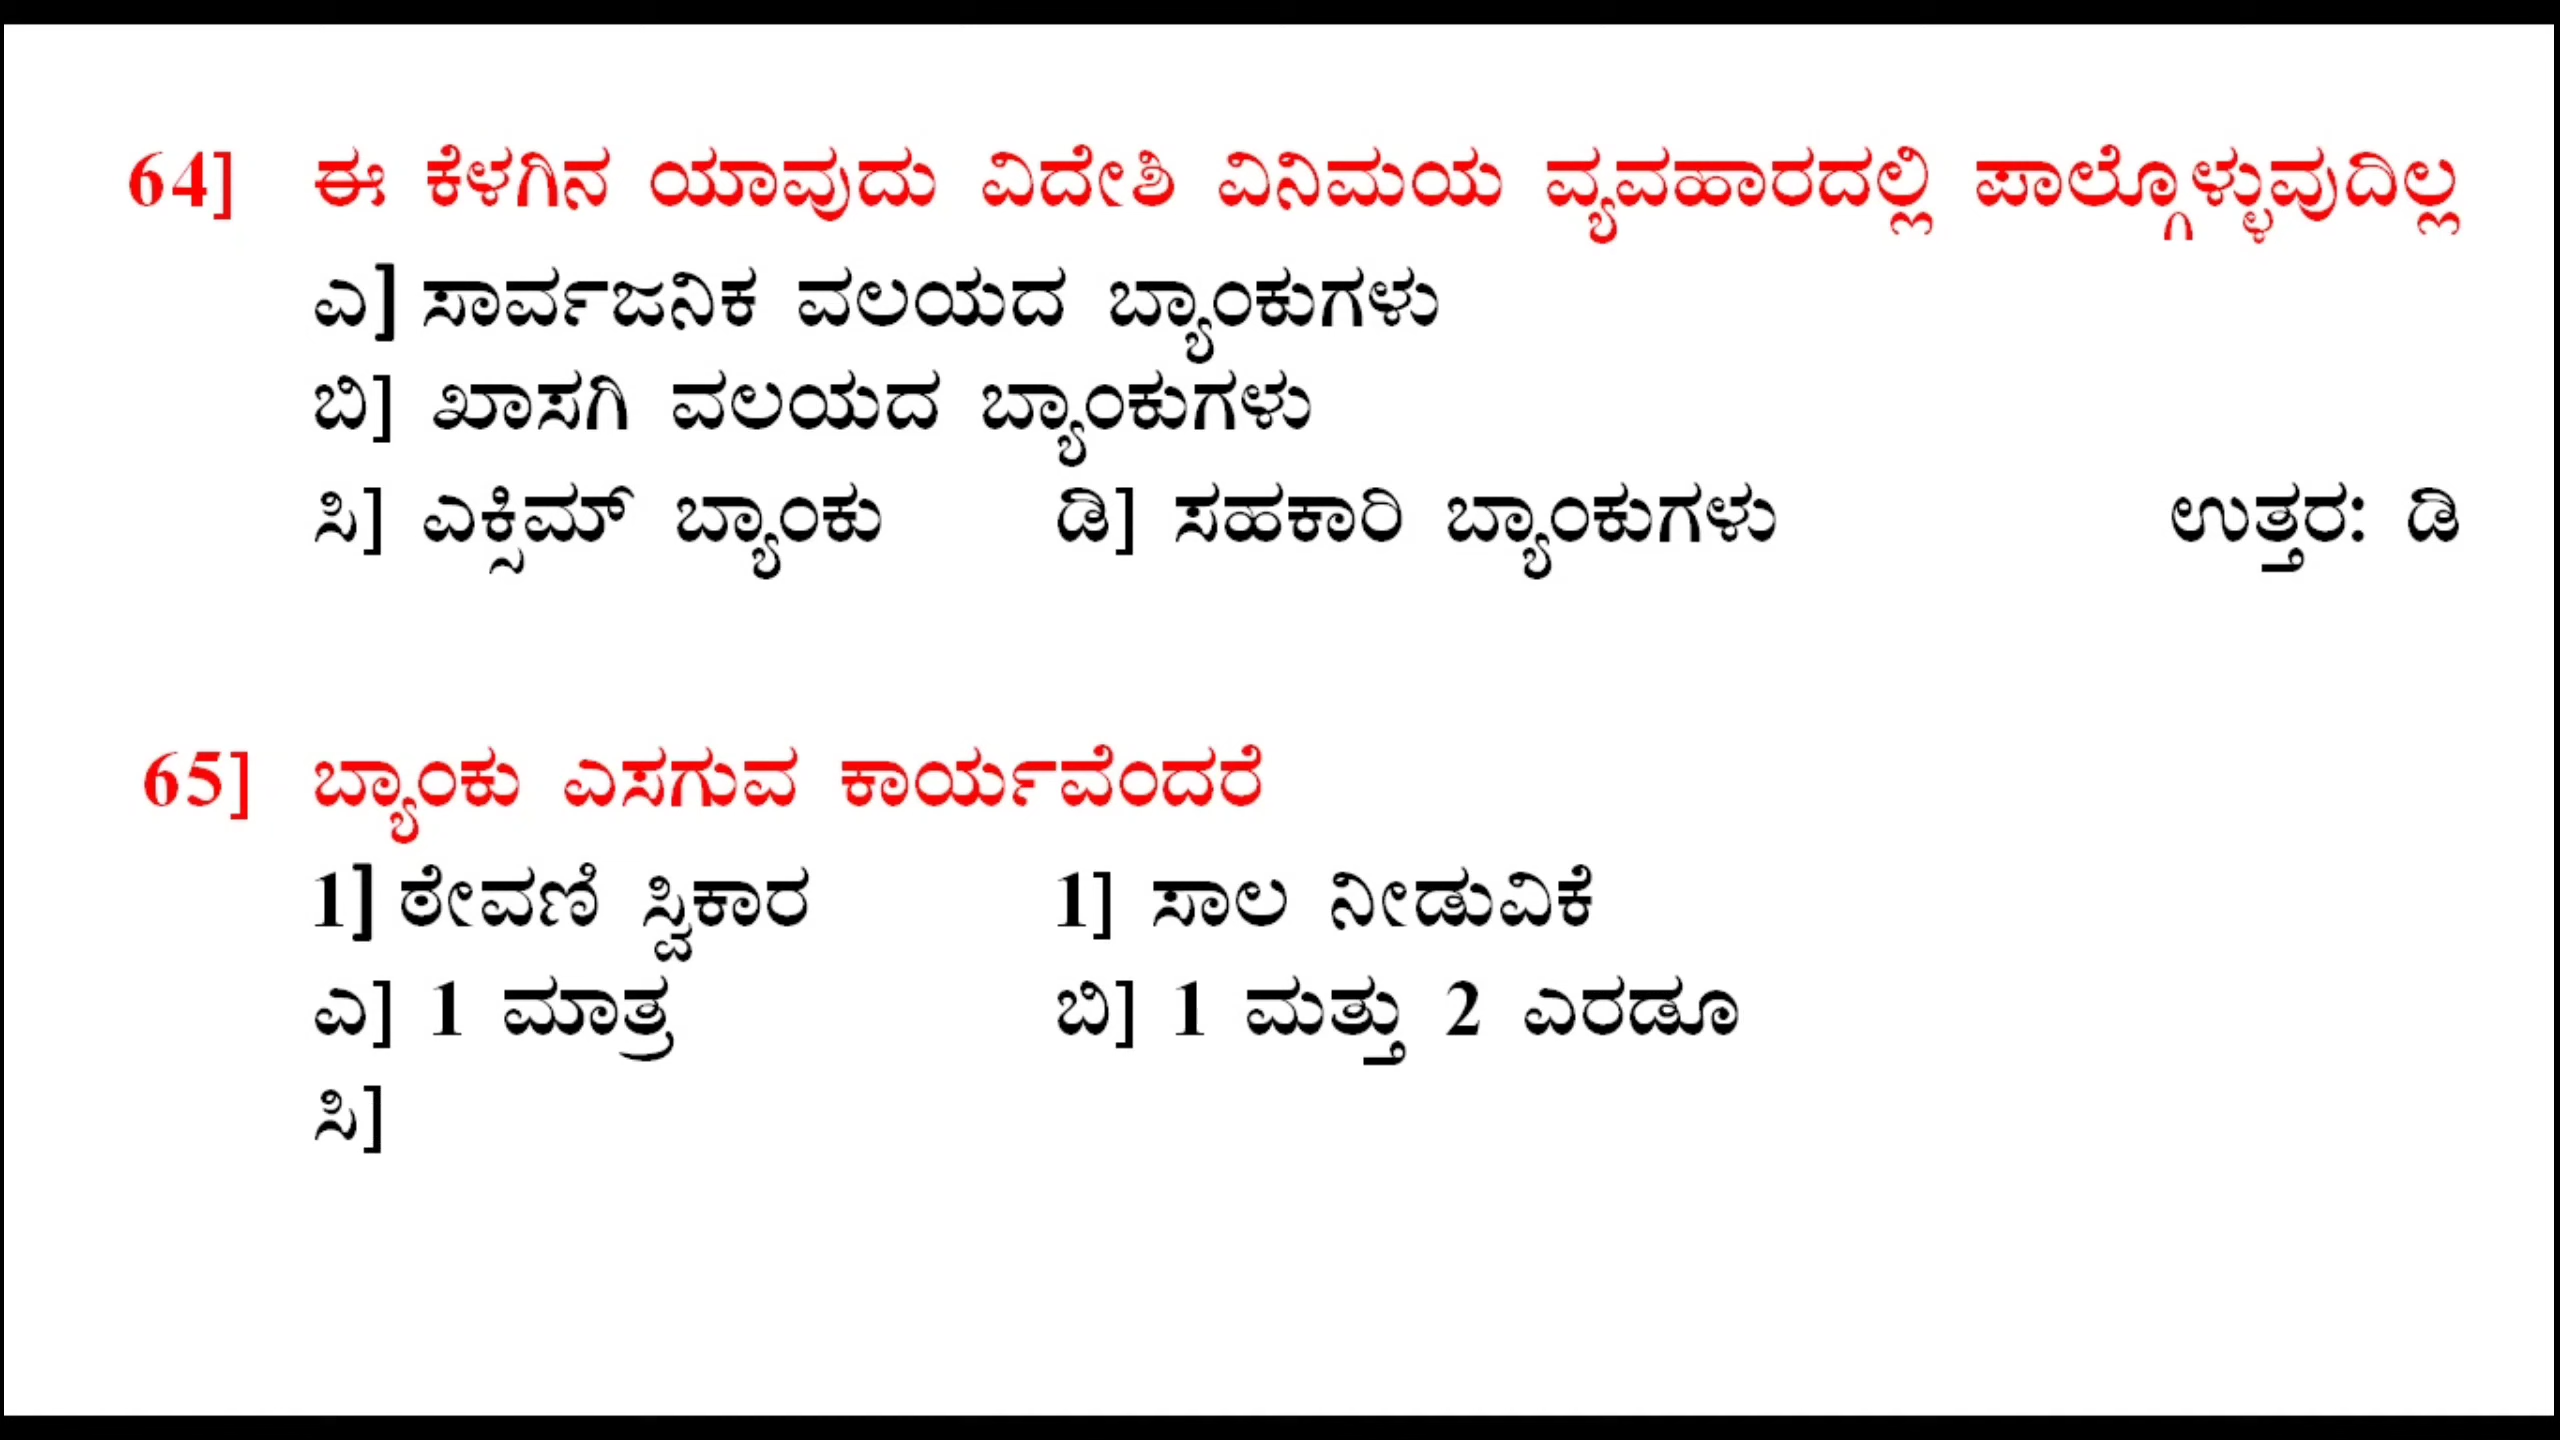 64] ಈ ಕೆಳಗಿನ ಯಾವುದು ವಿದೇಶಿ ವಿನಿಮಯ ವ್ಯವಹಾರದಲ್ಲಿ ಪಾಲ್ಗೊಳ್ಳುವುದಿಲ್ಲ
ಎ] ಸಾರ್ವಜನಿಕ ವಲಯದ ಬ್ಯಾಂಕುಗಳು
ಬಿ] ಖಾಸಗಿ ವಲಯದ ಬ್ಯಾಂಕುಗಳು
ಸಿ] ಎಕ್ಸಿಮ್ ಬ್ಯಾಂಕು ಡಿ] ಸಹಕಾರಿ ಬ್ಯಾಂಕುಗಳು ಉತ್ತರ: ಡಿ
65] ಬ್ಯಾಂಕು ಎಸಗುವ ಕಾರ್ಯವೆಂದರೆ
1] ಠೇವಣಿ ಸ್ವಿಕಾರ 1] ಸಾಲ ನೀಡುವಿಕೆ
ಎ] 1 ಮಾತ್ರ ಬಿ] 1 ಮತ್ತು 2 ಎರಡೂ
ಸಿ]